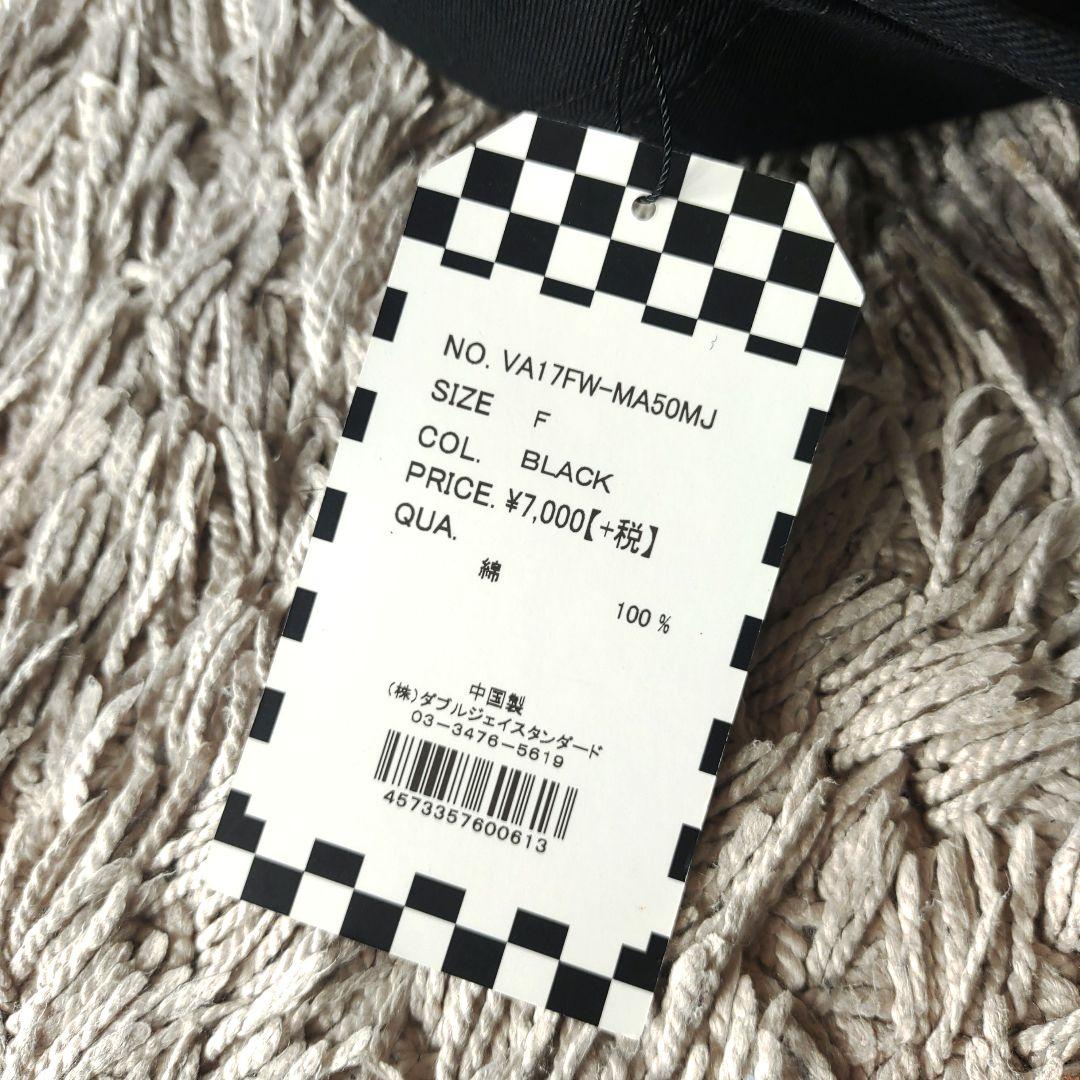 NO. VA17FW-MA50MJ
SIZE F
COL. BLACK
PRICE. ¥7,000【+税】
QUA.
綿
100 %
中国製
(株)ダブルジェイスタンダード
03-3476-5619
4573357600613